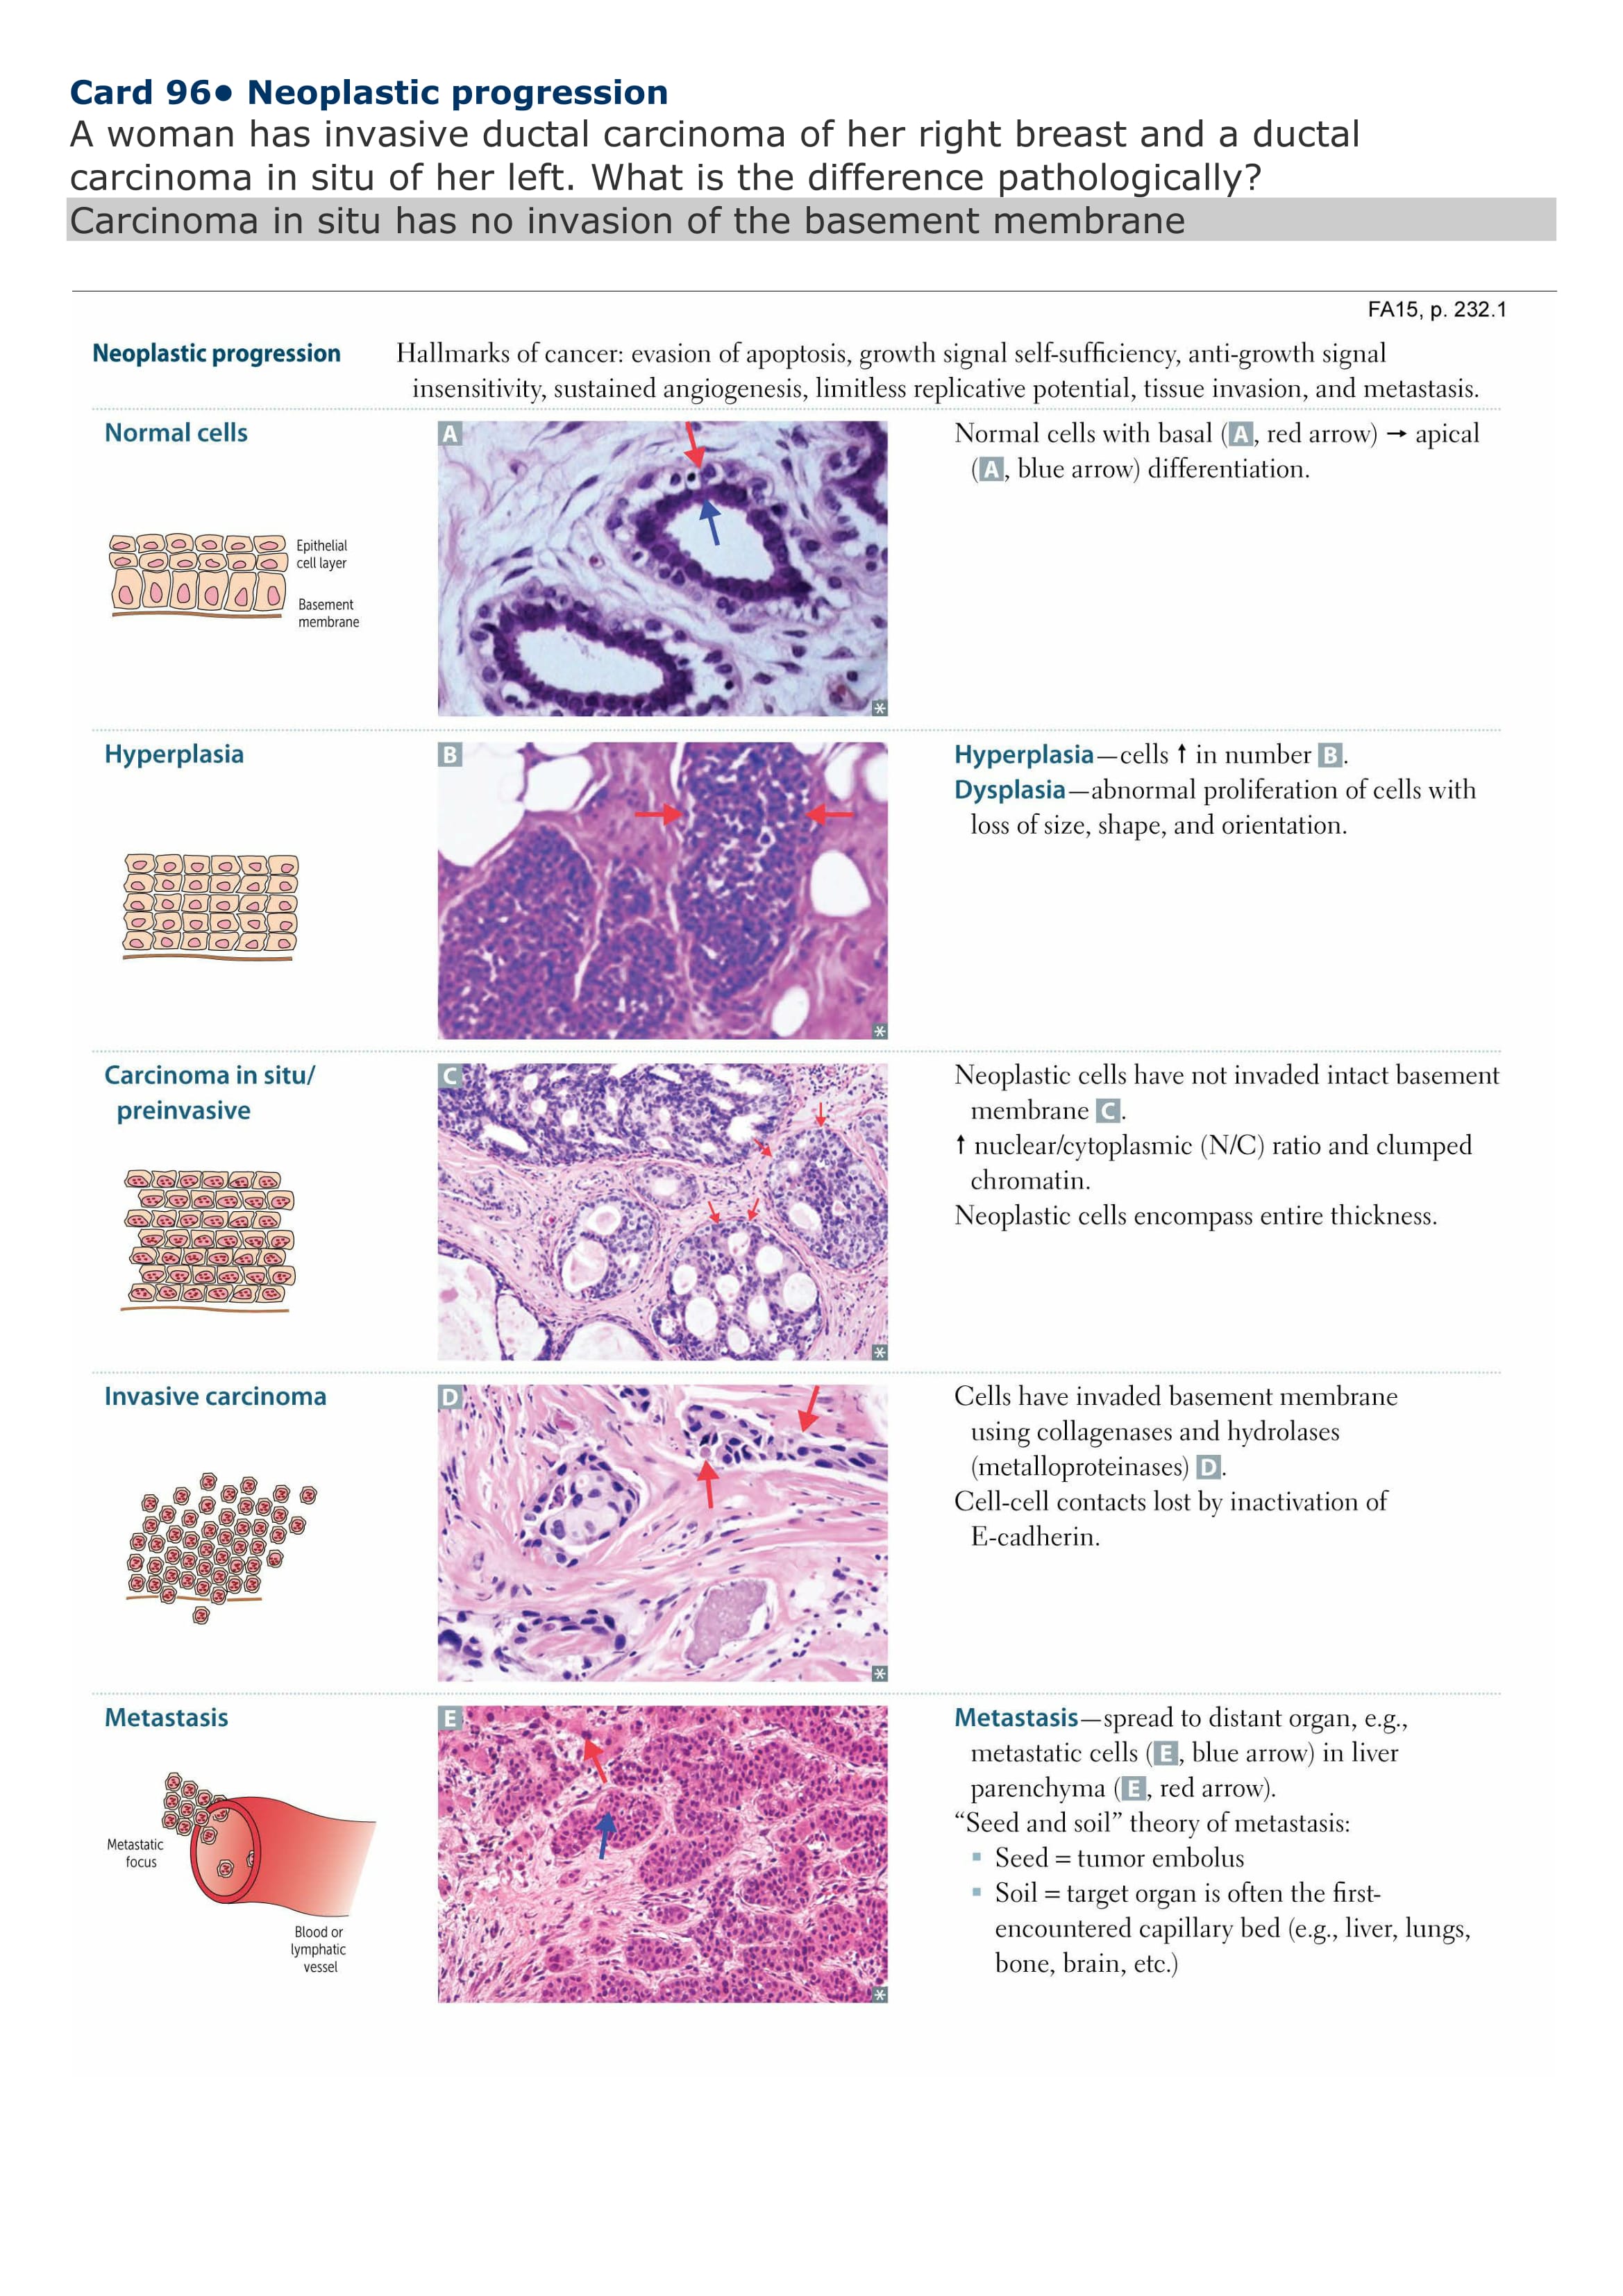 Card 96● Neoplastic progression
A woman has invasive ductal carcinoma of her right breast and a ductal
carcinoma in situ of her left. What is the difference pathologically?
Carcinoma in situ has no invasion of the basement membrane
FA15, p. 232.1
Neoplastic progression
Hallmarks of cancer: evasion of apoptosis, growth signal self-sufficiency, anti-growth signal
insensitivity, sustained angiogenesis, limitless replicative potential, tissue invasion, and metastasis.
Normal cells
Epithelial
cell layer
Basement
membrane
A
*
Normal cells with basal (A, red arrow) → apical
(A, blue arrow) differentiation.
Hyperplasia
B
*
Hyperplasia—cells ↑ in number B.
Dysplasia—abnormal proliferation of cells with
loss of size, shape, and orientation.
Carcinoma in situ/
preinvasive
C
*
Neoplastic cells have not invaded intact basement
membrane C.
↑ nuclear/cytoplasmic (N/C) ratio and clumped
chromatin.
Neoplastic cells encompass entire thickness.
Invasive carcinoma
D
*
Cells have invaded basement membrane
using collagenases and hydrolases
(metalloproteinases) D.
Cell-cell contacts lost by inactivation of
E-cadherin.
Metastasis
Metastatic
focus
Blood or
lymphatic
vessel
E
*
Metastasis—spread to distant organ, e.g.,
metastatic cells (E, blue arrow) in liver
parenchyma (E, red arrow).
“Seed and soil” theory of metastasis:
▪ Seed = tumor embolus
▪ Soil = target organ is often the first-
encountered capillary bed (e.g., liver, lungs,
bone, brain, etc.)